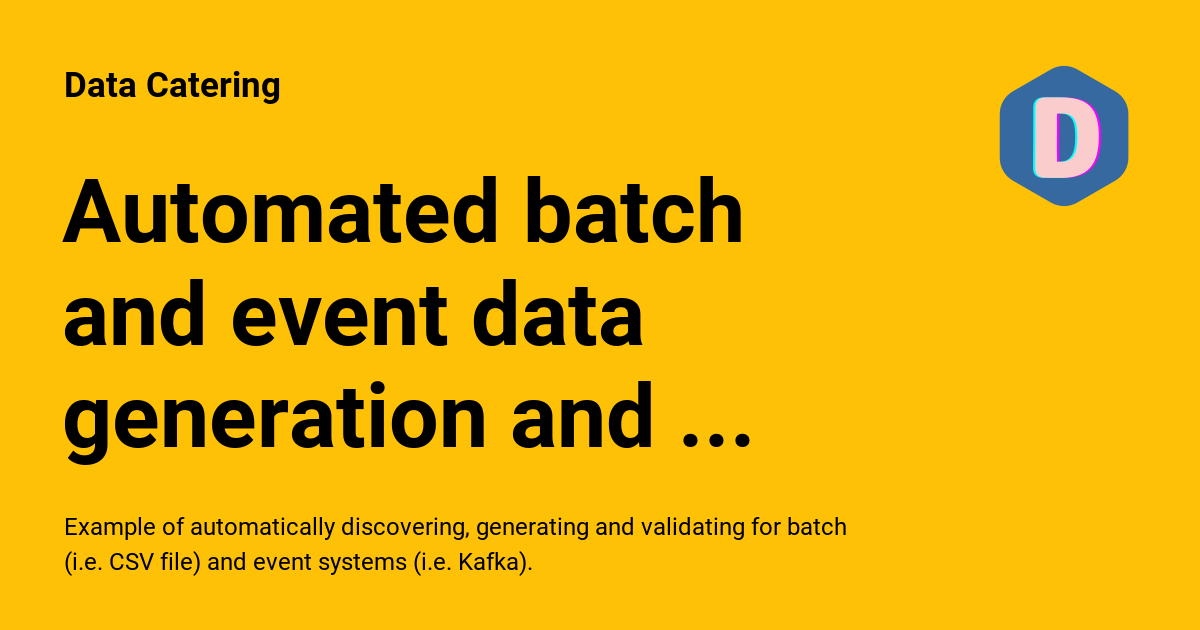 Data Catering
D
Automated batch
and event data
generation and ...
Example of automatically discovering, generating and validating for batch
(i.e. CSV file) and event systems (i.e. Kafka).